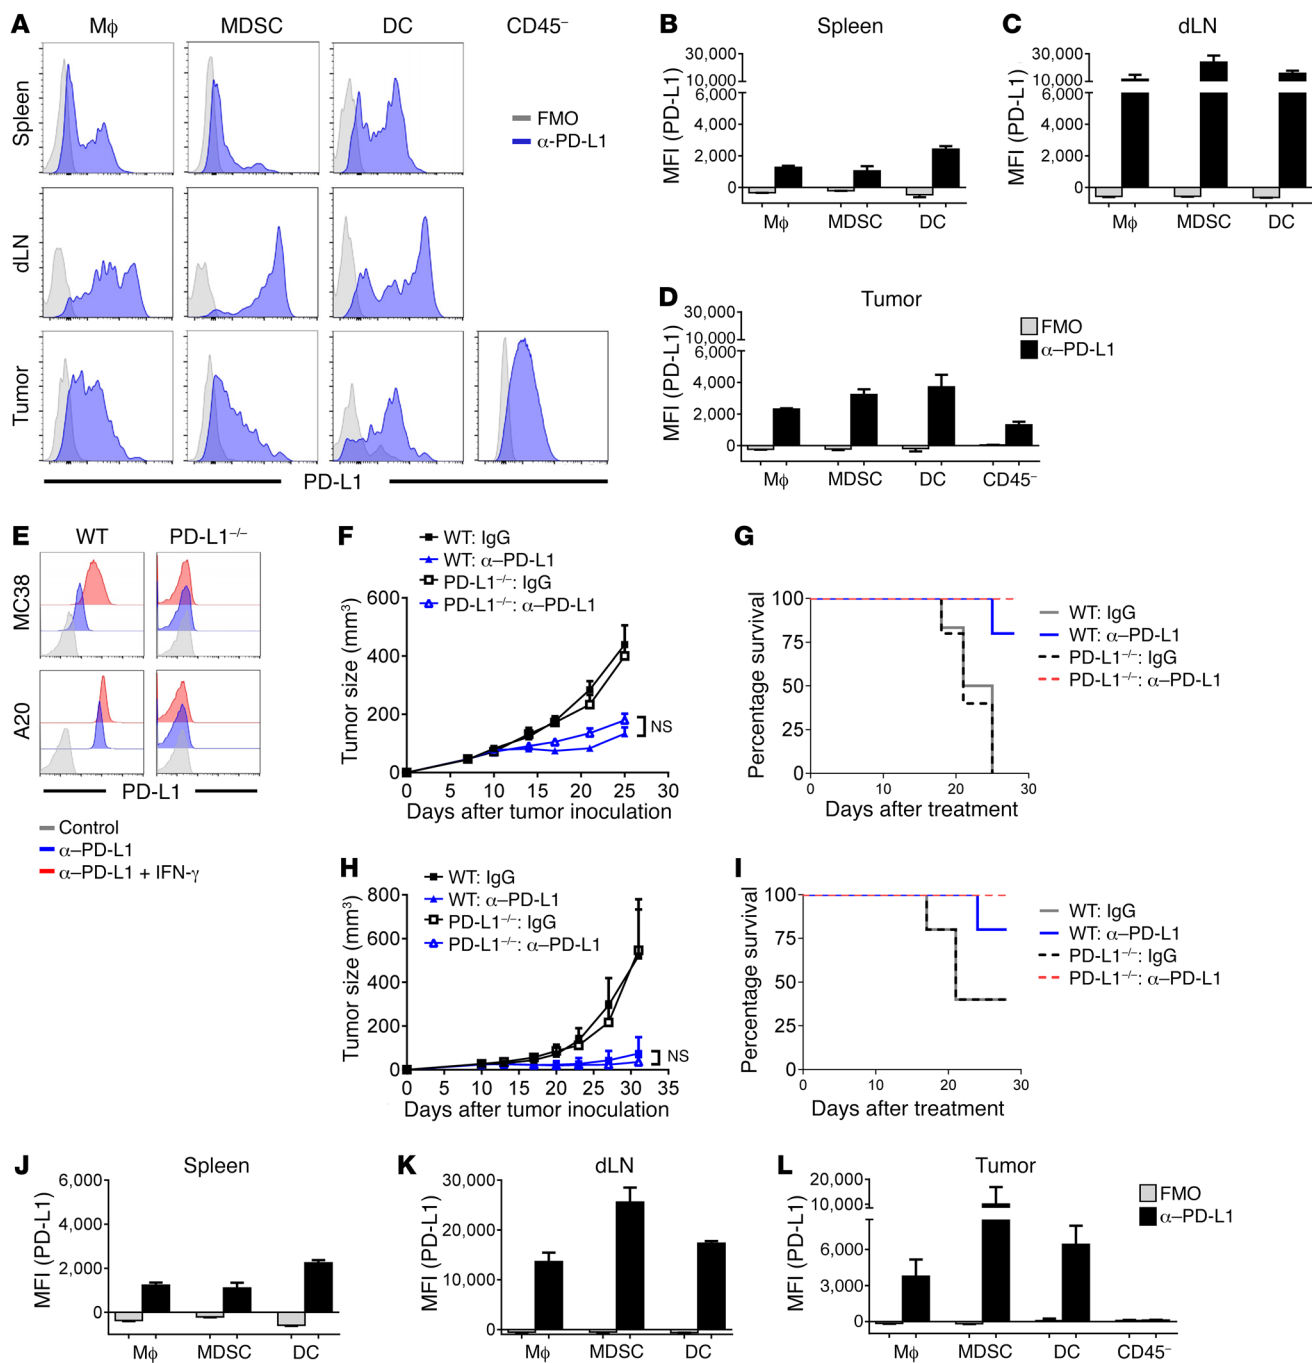 A
Mϕ
MDSC
DC
CD45⁻
Spleen
dLN
Tumor
FMO
α-PD-L1
PD-L1
B
Spleen
MFI (PD-L1)
30,000
10,000
6,000
4,000
2,000
0
Mϕ
MDSC
DC
C
dLN
MFI (PD-L1)
30,000
10,000
6,000
4,000
2,000
0
Mϕ
MDSC
DC
D
Tumor
MFI (PD-L1)
30,000
10,000
6,000
4,000
2,000
0
Mϕ
MDSC
DC
CD45⁻
FMO
α–PD-L1
E
WT
PD-L1⁻/⁻
MC38
A20
PD-L1
Control
α–PD-L1
α–PD-L1 + IFN-γ
F
WT: IgG
WT: α–PD-L1
PD-L1⁻/⁻: IgG
PD-L1⁻/⁻: α–PD-L1
Tumor size (mm³)
600
400
200
0
NS
0 5 10 15 20 25 30
Days after tumor inoculation
G
Percentage survival
100
75
50
25
0
0 10 20 30
Days after treatment
WT: IgG
WT: α–PD-L1
PD-L1⁻/⁻: IgG
PD-L1⁻/⁻: α–PD-L1
H
WT: IgG
WT: α–PD-L1
PD-L1⁻/⁻: IgG
PD-L1⁻/⁻: α–PD-L1
Tumor size (mm³)
800
600
400
200
0
NS
0 5 10 15 20 25 30 35
Days after tumor inoculation
I
Percentage survival
100
75
50
25
0
0 10 20 30
Days after treatment
WT: IgG
WT: α–PD-L1
PD-L1⁻/⁻: IgG
PD-L1⁻/⁻: α–PD-L1
J
Spleen
MFI (PD-L1)
6,000
4,000
2,000
0
Mϕ
MDSC
DC
K
dLN
MFI (PD-L1)
30,000
20,000
10,000
0
Mϕ
MDSC
DC
L
Tumor
MFI (PD-L1)
20,000
10,000
6,000
3,000
0
Mϕ
MDSC
DC
CD45⁻
FMO
α–PD-L1